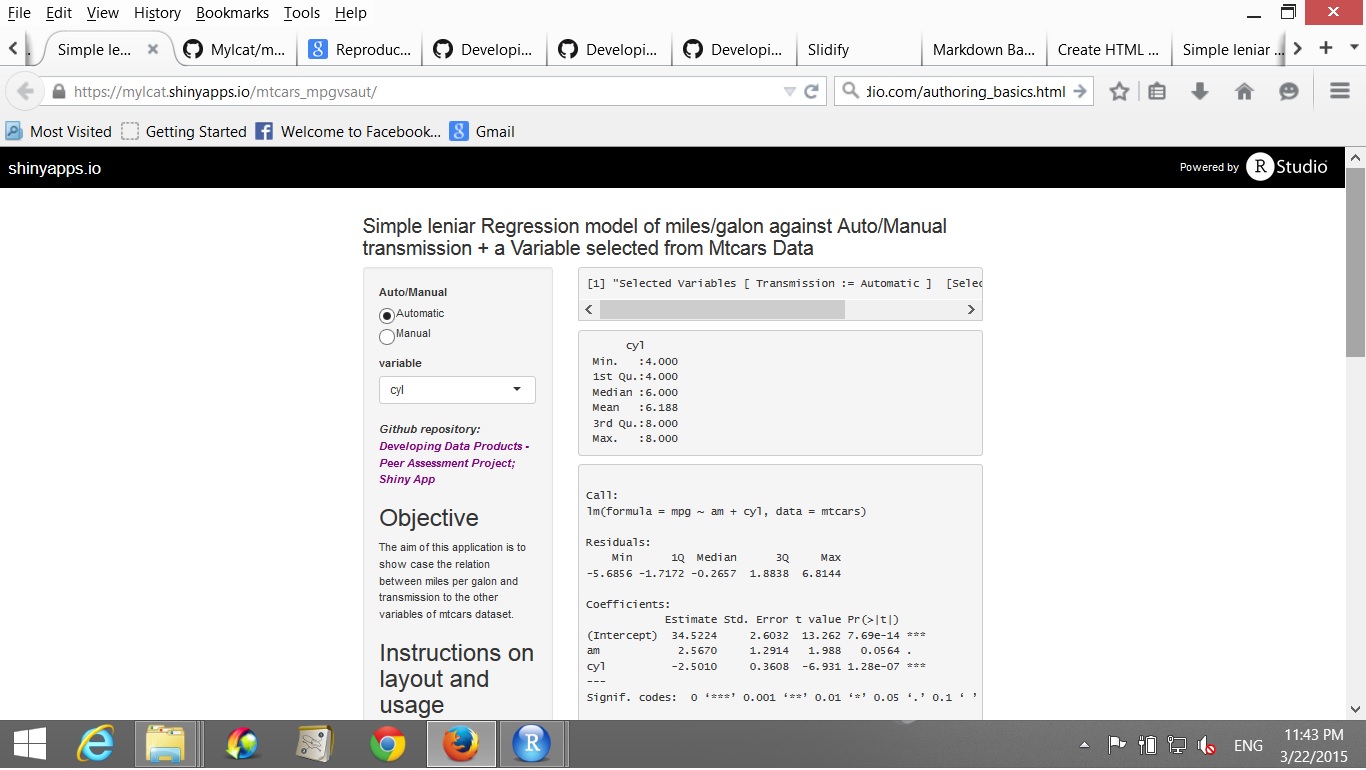 File Edit View History Bookmarks Tools Help
Simple le... Mylcat/m... Reproduc... Developi... Developi... Developi... Slidify Markdown Ba... Create HTML ... Simple leniar ...
https://mylcat.shinyapps.io/mtcars_mpgvsaut/
dio.com/authoring_basics.html
Most Visited Getting Started Welcome to Facebook... Gmail
shinyapps.io
Powered by R Studio
Simple leniar Regression model of miles/galon against Auto/Manual
transmission + a Variable selected from Mtcars Data
Auto/Manual
Automatic
Manual
variable
cyl
Github repository:
Developing Data Products -
Peer Assessment Project;
Shiny App
Objective
The aim of this application is to
show case the relation
between miles per galon and
transmission to the other
variables of mtcars dataset.
Instructions on
layout and
usage
[1] "Selected Variables [ Transmission := Automatic ] [Selec
cyl
Min. :4.000
1st Qu.:4.000
Median :6.000
Mean :6.188
3rd Qu.:8.000
Max. :8.000
Call:
lm(formula = mpg ~ am + cyl, data = mtcars)
Residuals:
Min 1Q Median 3Q Max
-5.6856 -1.7172 -0.2657 1.8838 6.8144
Coefficients:
Estimate Std. Error t value Pr(>|t|)
(Intercept) 34.5224 2.6032 13.262 7.69e-14 ***
am 2.5670 1.2914 1.988 0.0564 .
cyl -2.5010 0.3608 -6.931 1.28e-07 ***
---
Signif. codes: 0 ‘***’ 0.001 ‘**’ 0.01 ‘*’ 0.05 ‘.’ 0.1 ‘ ’
R
ENG
11:43 PM
3/22/2015